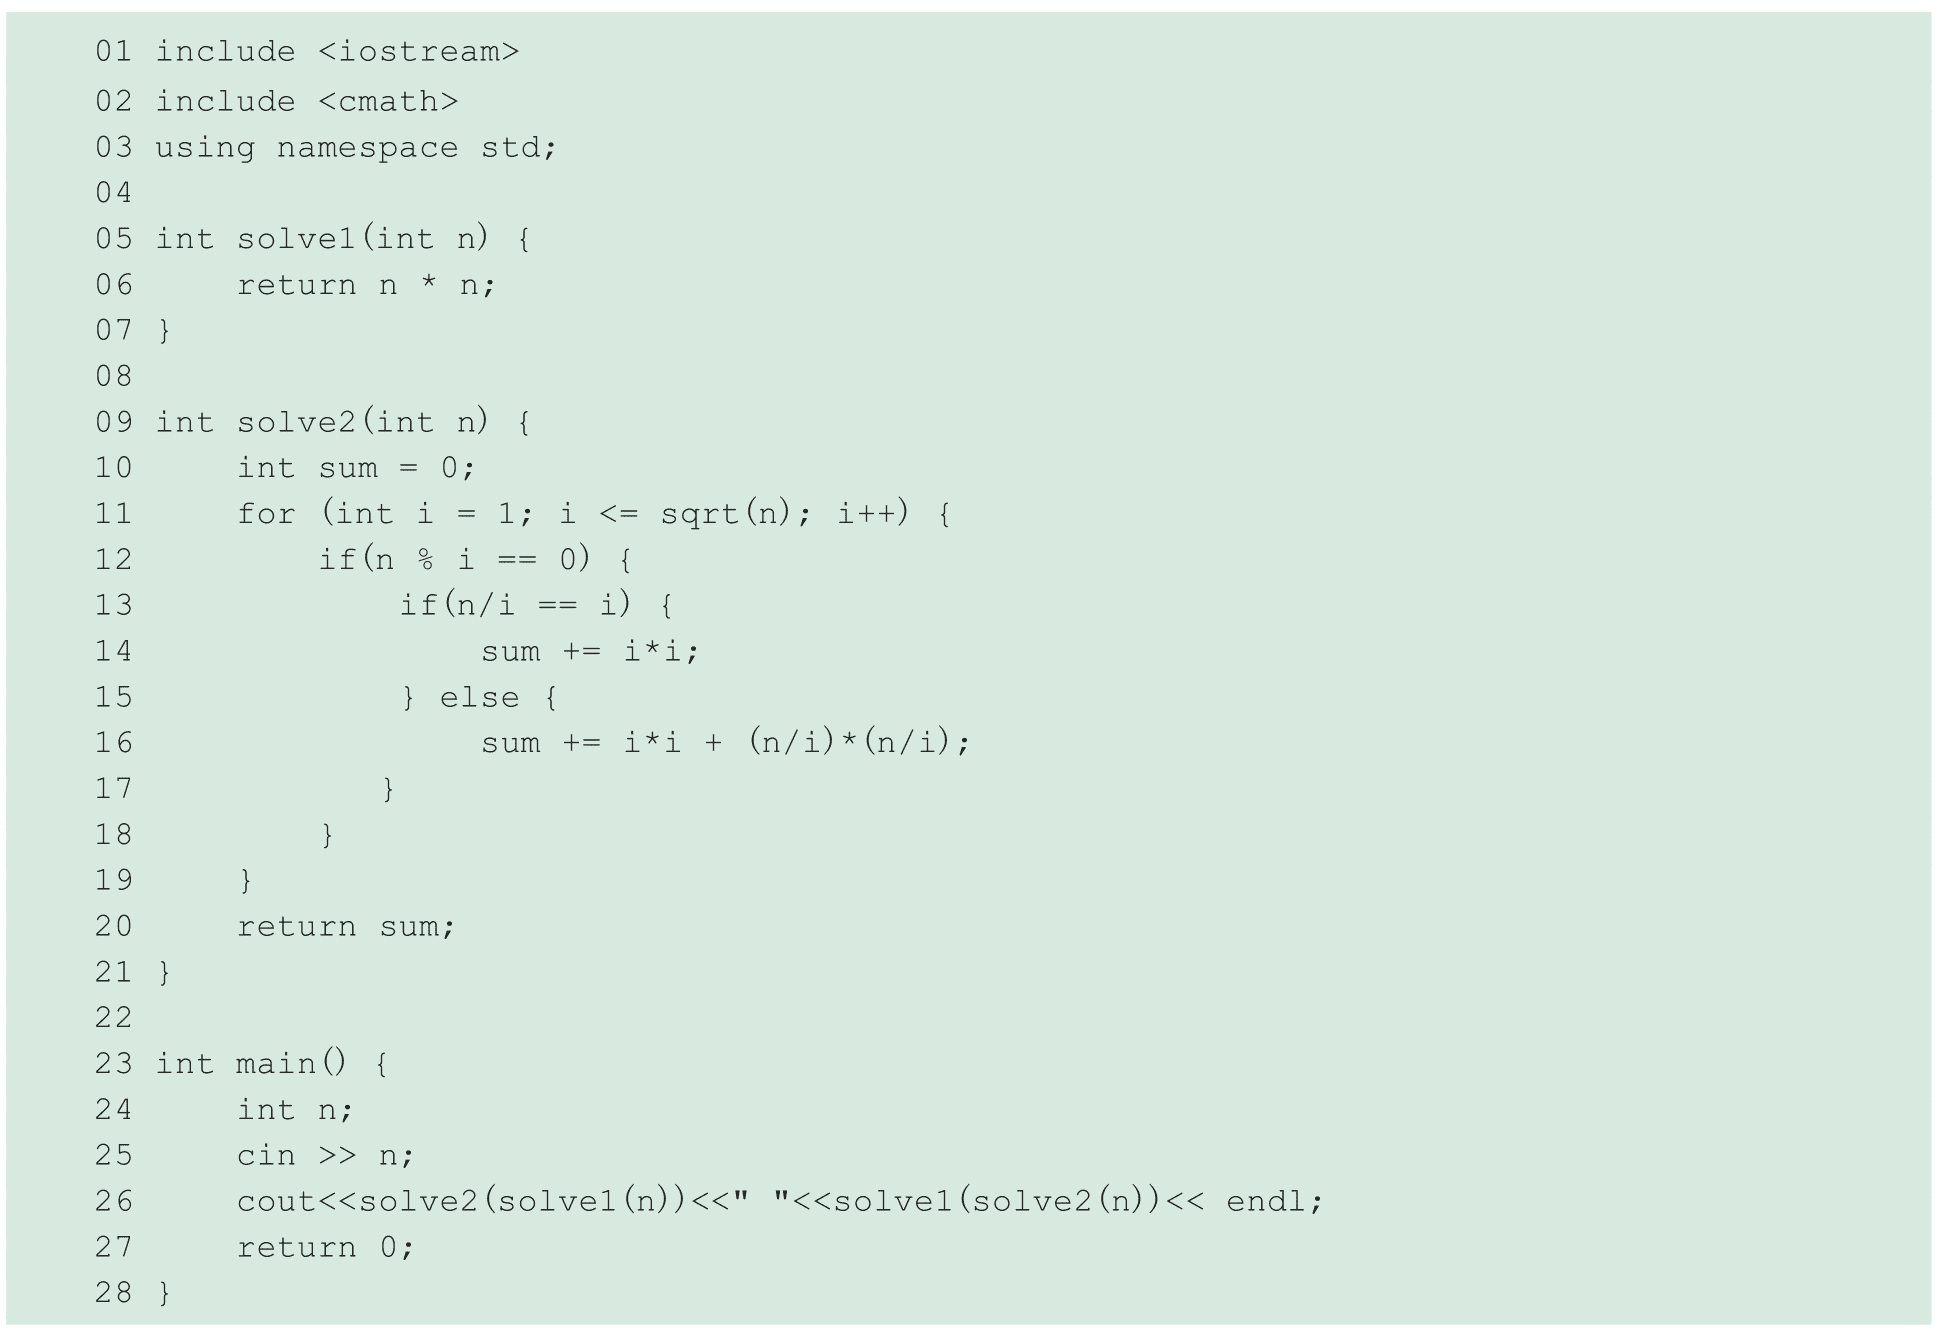 01 include <iostream>
02 include <cmath>
03 using namespace std;
04
05 int solve1(int n) {
06     return n * n;
07 }
08
09 int solve2(int n) {
10     int sum = 0;
11     for (int i = 1; i <= sqrt(n); i++) {
12         if(n % i == 0) {
13             if(n/i == i) {
14                 sum += i*i;
15             } else {
16                 sum += i*i + (n/i)*(n/i);
17            }
18         }
19     }
20     return sum;
21 }
22
23 int main() {
24     int n;
25     cin >> n;
26     cout<<solve2(solve1(n))<<" "<<solve1(solve2(n))<< endl;
27     return 0;
28 }